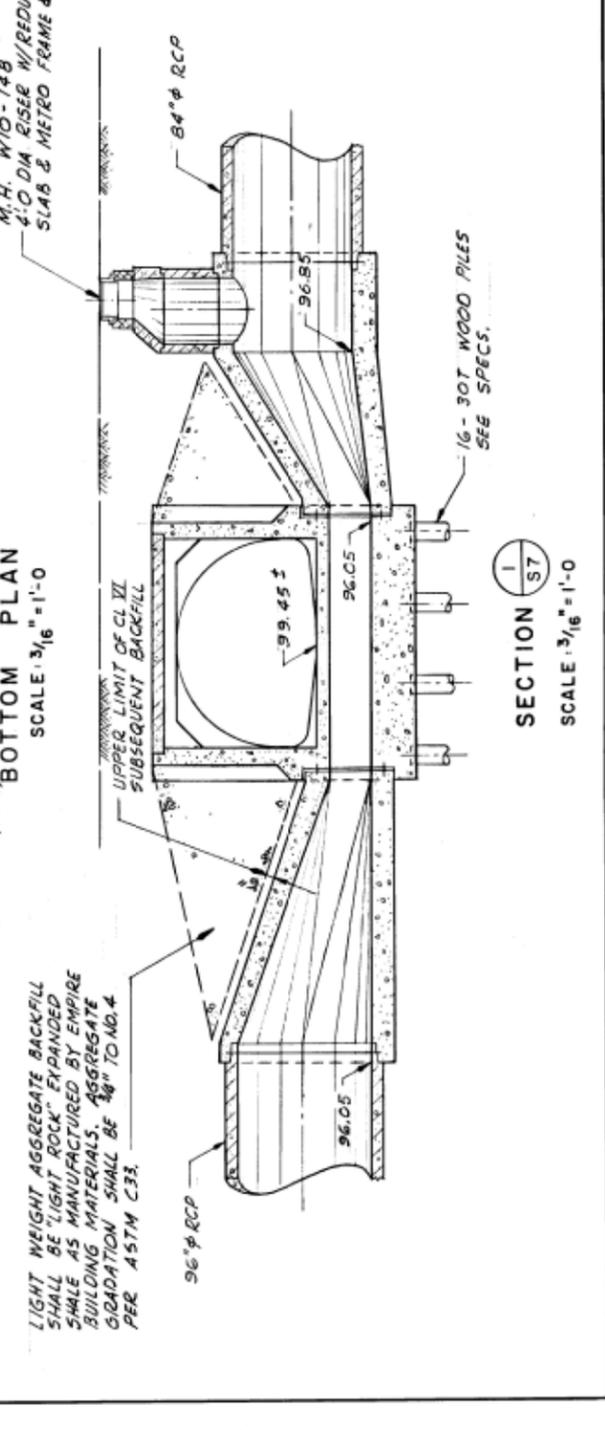 BOTTOM PLAN
SCALE: 3/16" = 1'-0
M.H. W10-148
4'0 DIA RISER W/REDU
SLAB & METRO FRAME &
84"φ RCP
LIGHT WEIGHT AGGREGATE BACKFILL
SHALL BE "LIGHT ROCK" EXPANDED
SHALE AS MANUFACTURED BY EMPIRE
BUILDING MATERIALS. AGGREGATE
GRADATION SHALL BE 3/4" TO NO.4
PER ASTM C33.
UPPER LIMIT OF CL VI
SUBSEQUENT BACKFILL
96"φ RCP
96.05
99.45 ±
96.05
96.85
16 - 30T WOOD PILES
SEE SPECS.
SECTION 1
S7
SCALE: 3/16" = 1'-0